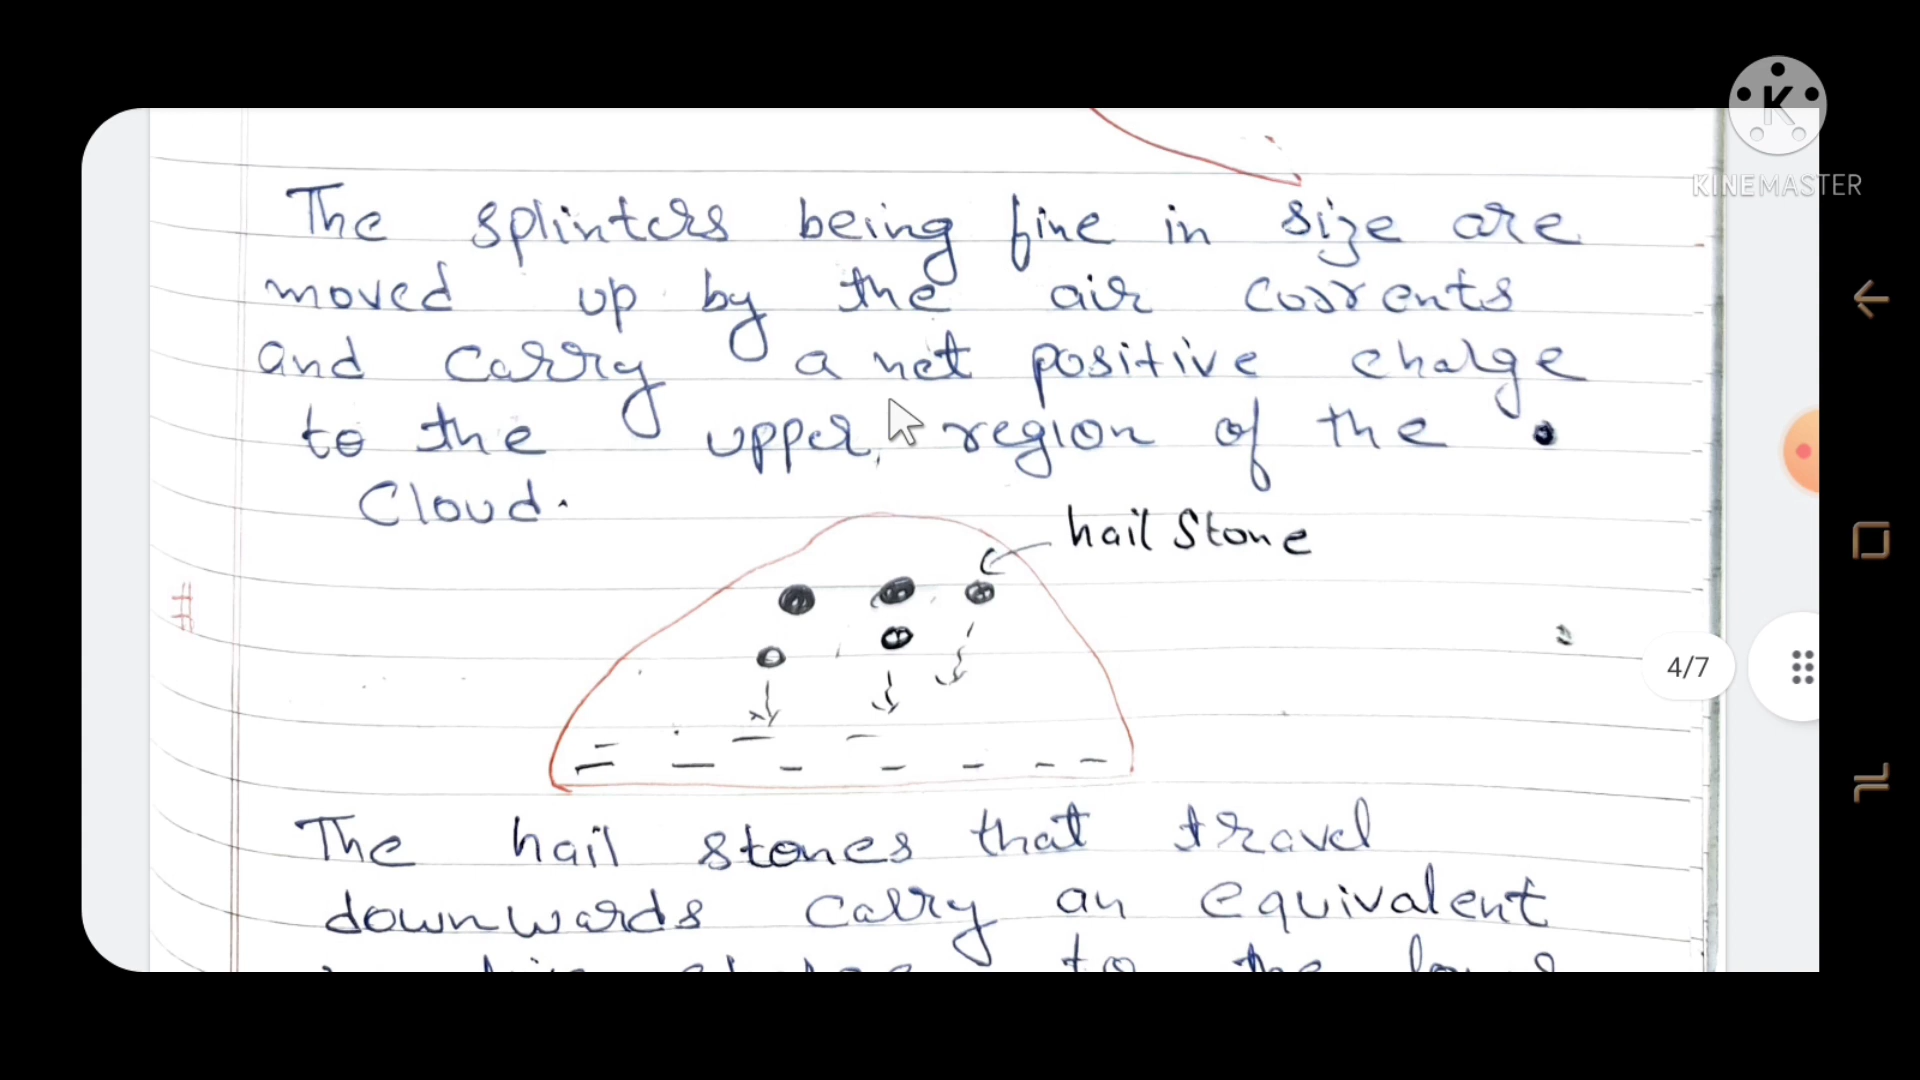 KINEMASTER
The splinters being fine in size are
moved up by the air currents
and carry a net positive charge
to the upper region of the
Cloud.
hail Stone
4/7
The hail stones that travel
downwards carry an equivalent
to the